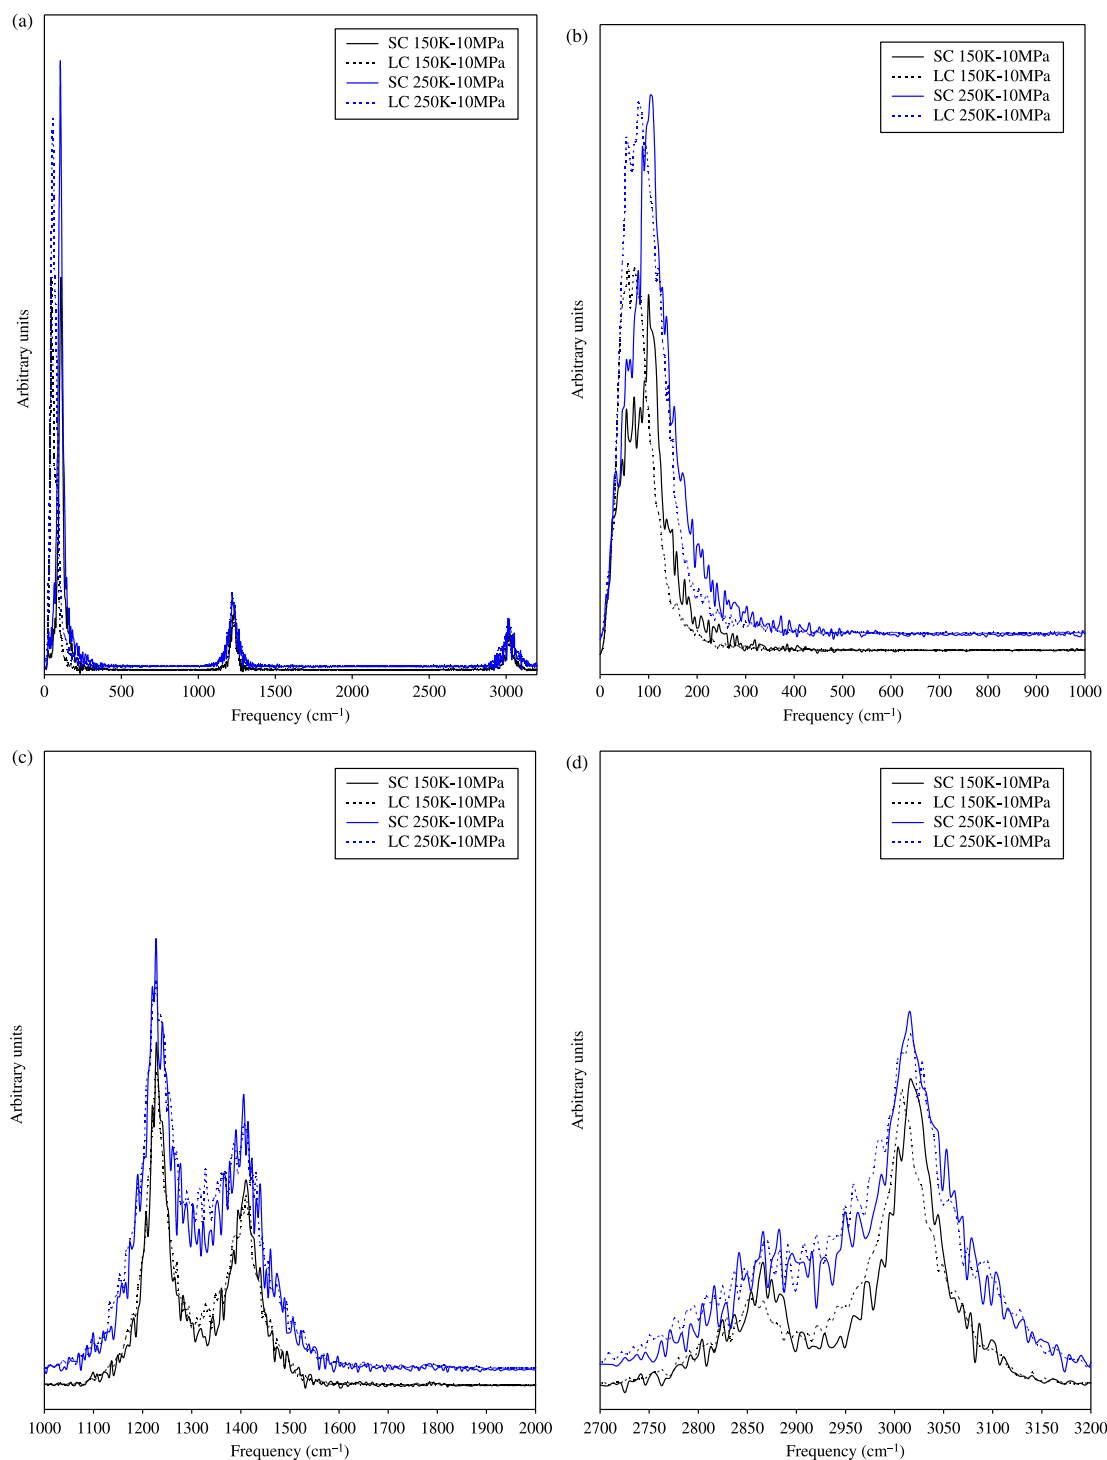 (a)
SC 150K-10MPa
LC 150K-10MPa
SC 250K-10MPa
LC 250K-10MPa
Arbitrary units
0 500 1000 1500 2000 2500 3000
Frequency (cm⁻¹)
(b)
SC 150K-10MPa
LC 150K-10MPa
SC 250K-10MPa
LC 250K-10MPa
Arbitrary units
0 100 200 300 400 500 600 700 800 900 1000
Frequency (cm⁻¹)
(c)
SC 150K-10MPa
LC 150K-10MPa
SC 250K-10MPa
LC 250K-10MPa
Arbitrary units
1000 1100 1200 1300 1400 1500 1600 1700 1800 1900 2000
Frequency (cm⁻¹)
(d)
SC 150K-10MPa
LC 150K-10MPa
SC 250K-10MPa
LC 250K-10MPa
Arbitrary units
2700 2750 2800 2850 2900 2950 3000 3050 3100 3150 3200
Frequency (cm⁻¹)